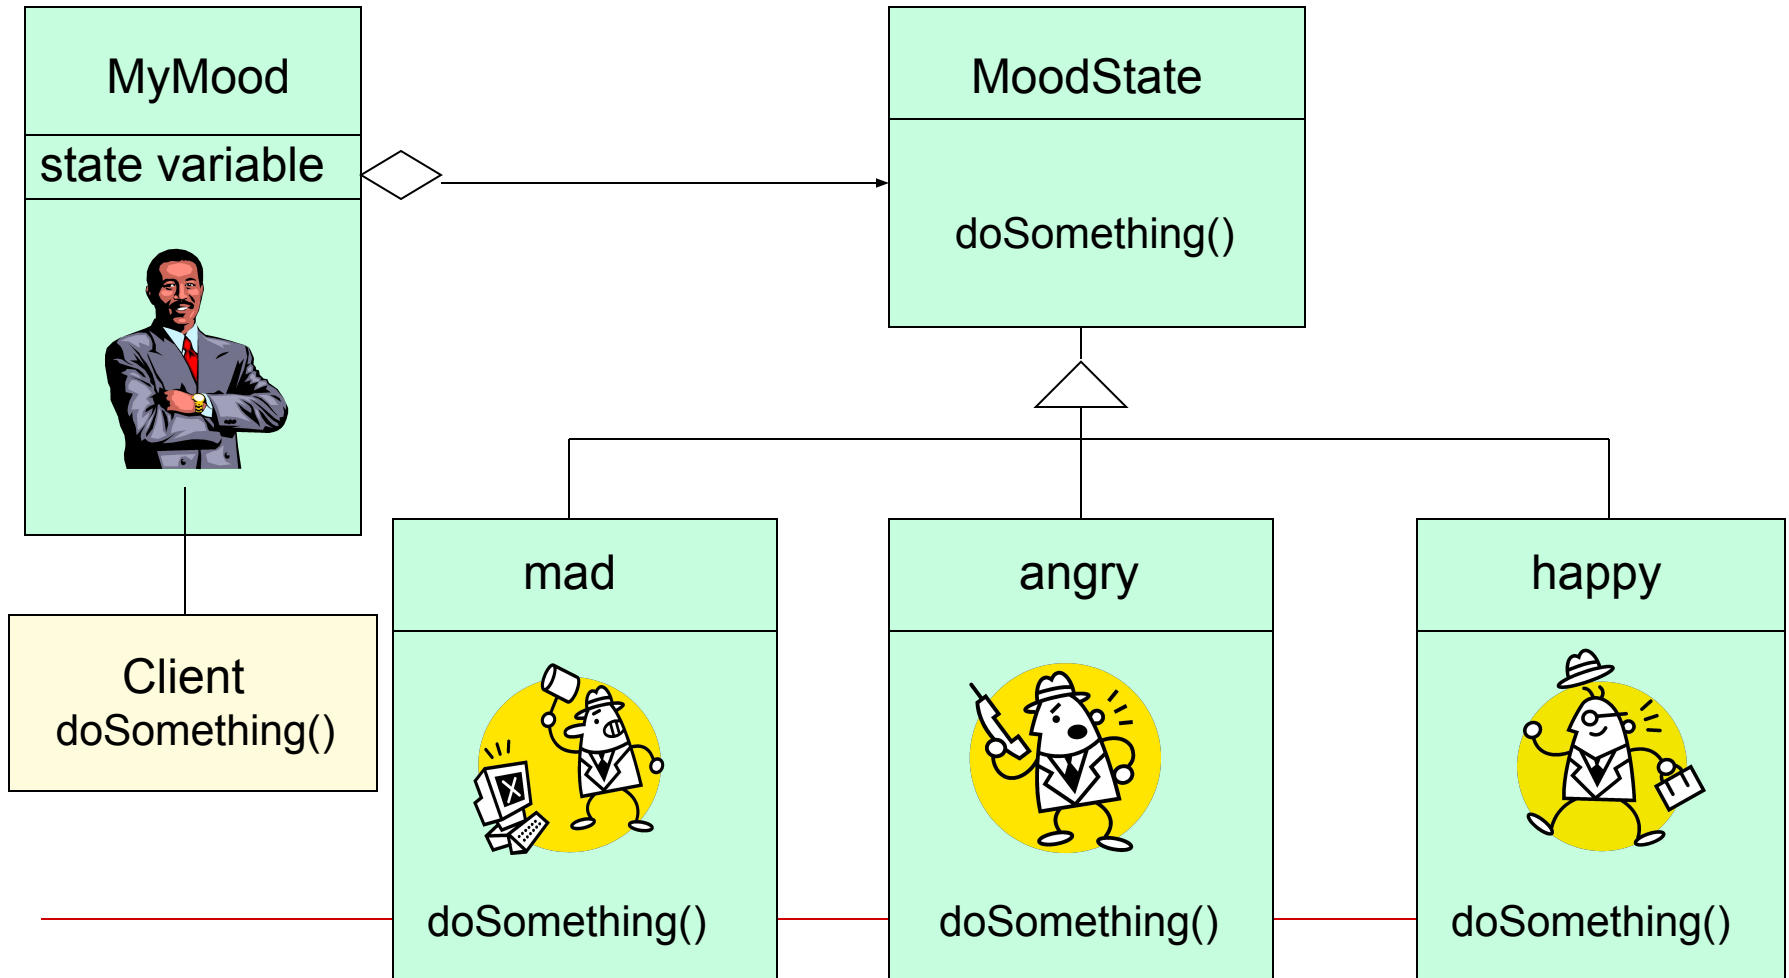 MyMood
state variable
MoodState
doSomething()
Client
doSomething()
mad
doSomething()
angry
doSomething()
happy
doSomething()